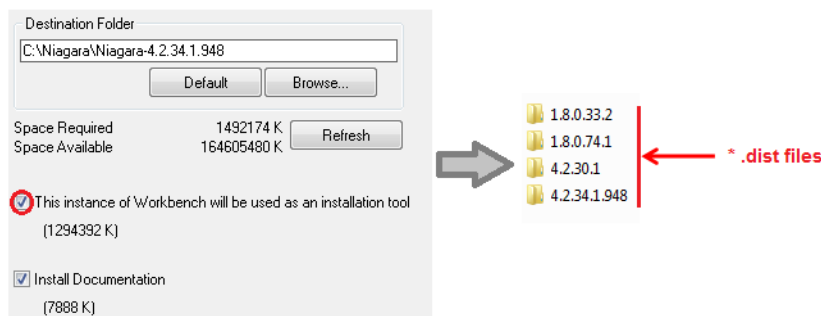 Destination Folder
C:\Niagara\Niagara-4.2.34.1.948
Default Browse...
Space Required 1492174 K
Space Available 164605480 K
Refresh
This instance of Workbench will be used as an installation tool
(1294392 K)
Install Documentation
(7888 K)
1.8.0.33.2
1.8.0.74.1
4.2.30.1
4.2.34.1.948
* .dist files